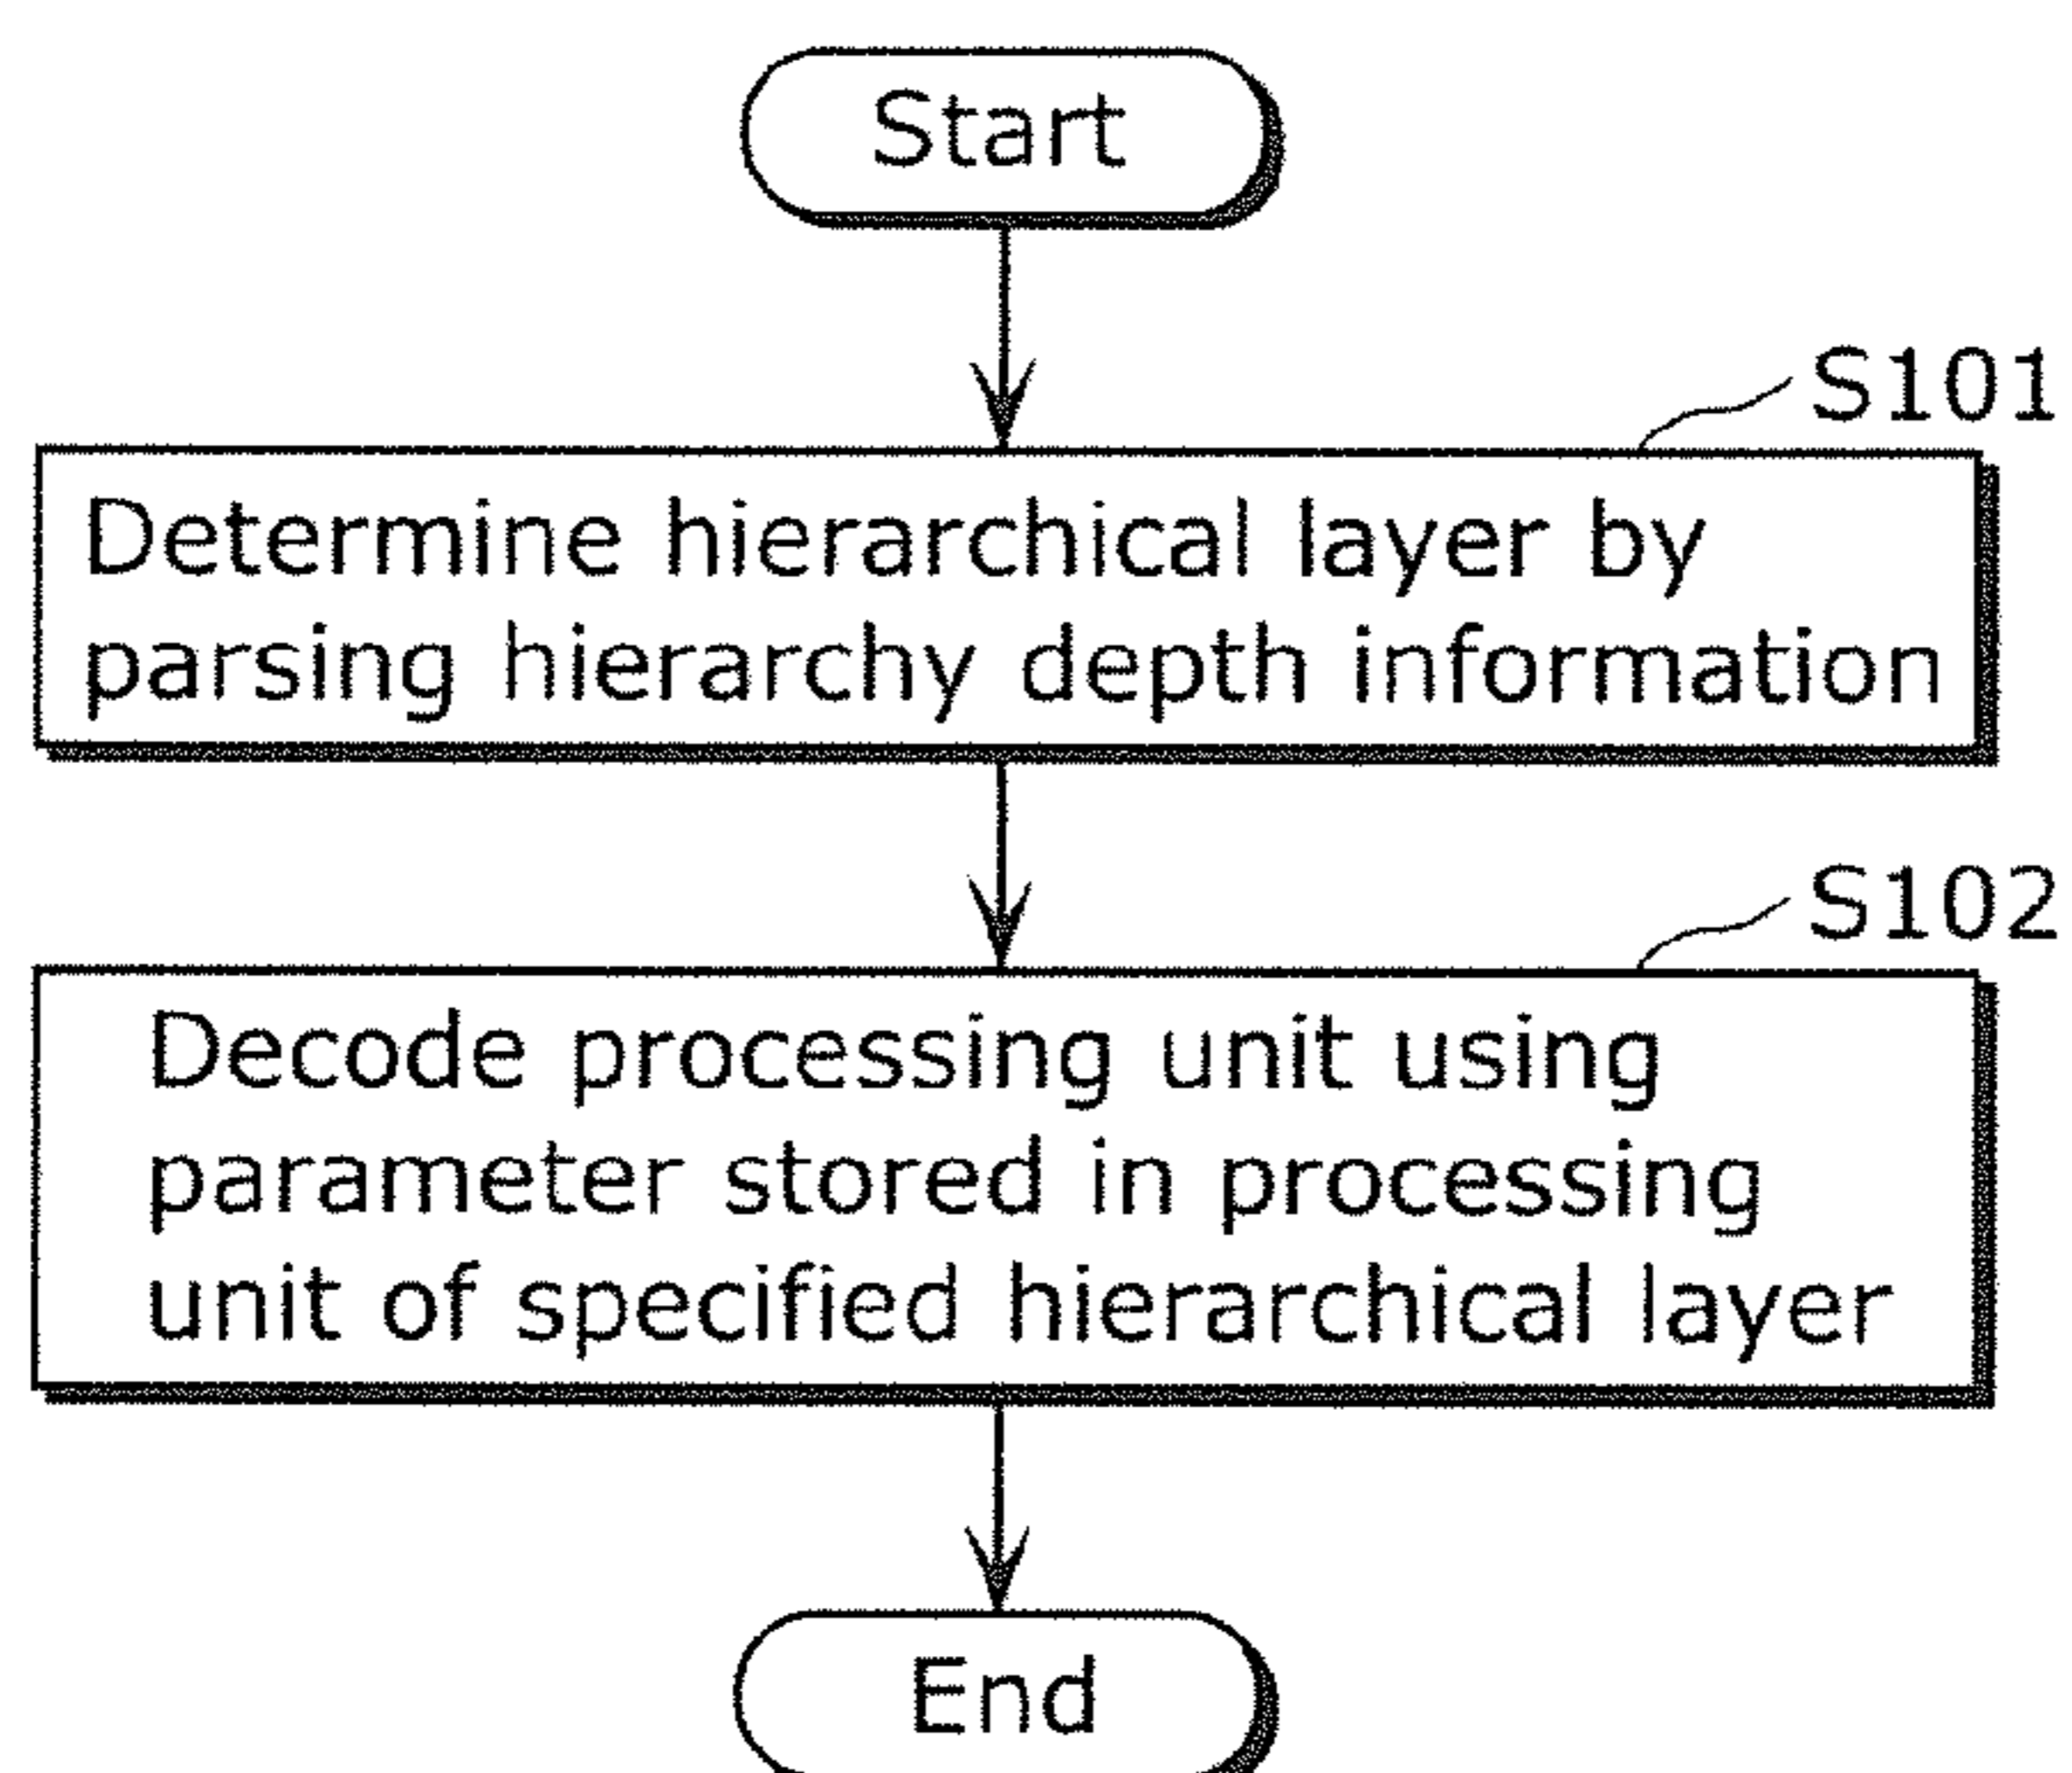 Start
S101
Determine hierarchical layer by
parsing hierarchy depth information
S102
Decode processing unit using
parameter stored in processing
unit of specified hierarchical layer
End